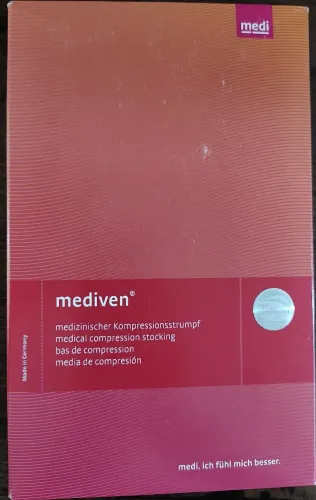 medi
mediven®
medizinischer Kompressionsstrumpf
medical compression stocking
bas de compression
media de compresión
Made in Germany
medi. ich fühl mich besser.